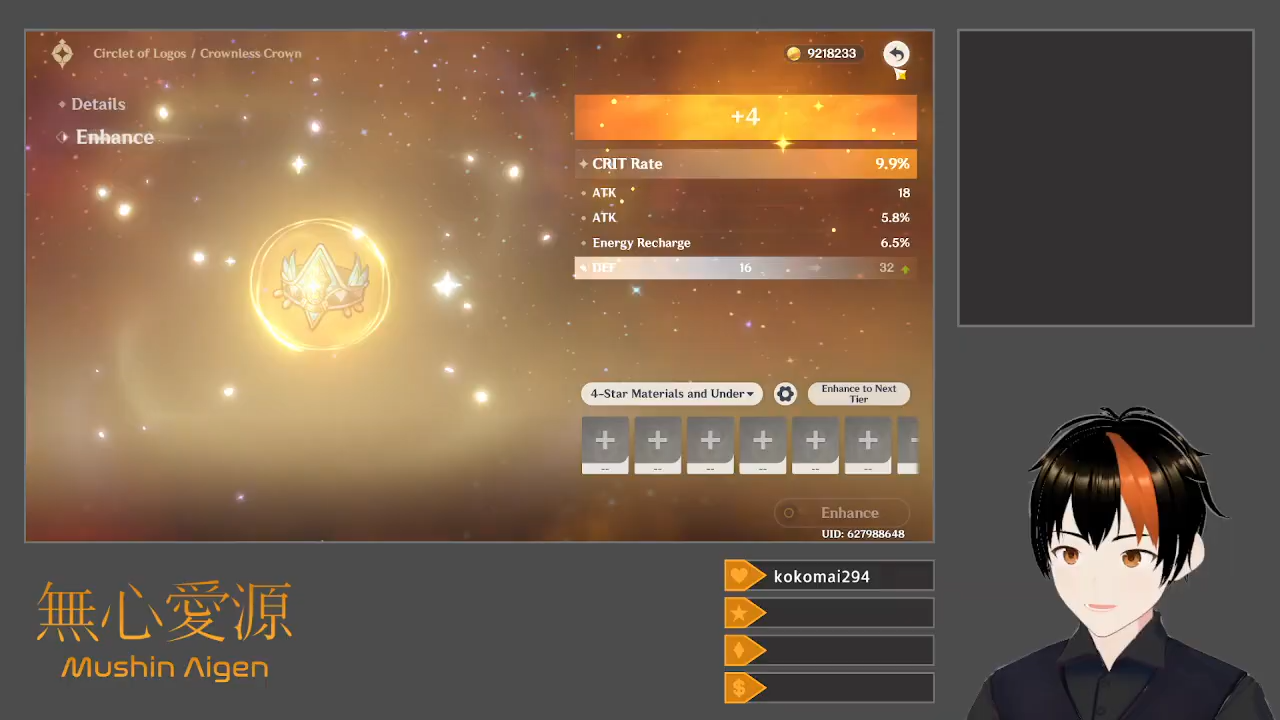 Circlet of Logos / Crownless Crown
9218233
Details
Enhance
+4
CRIT Rate 9.9%
ATK 18
ATK 5.8%
Energy Recharge 6.5%
DEF 16 32
4-Star Materials and Under
Enhance to Next
Tier
-- -- -- -- -- --
Enhance
UID: 627988648
kokomai294
無心愛源
Mushin Aigen